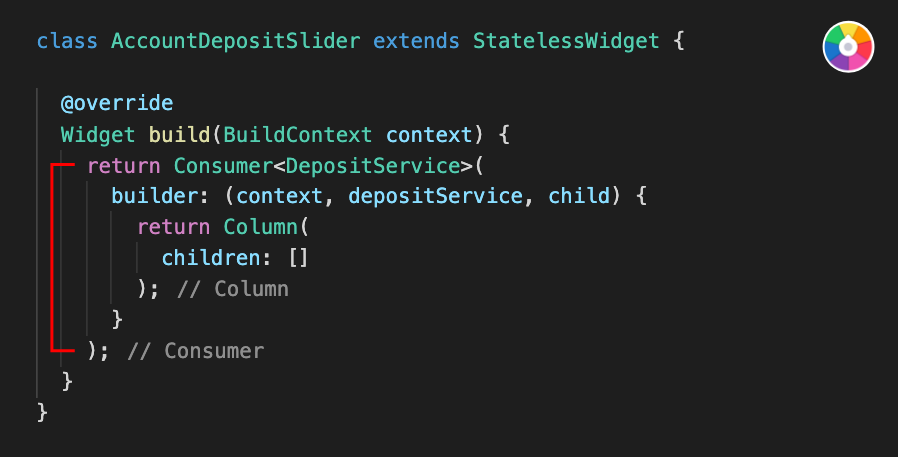 class AccountDepositSlider extends StatelessWidget {
@override
Widget build(BuildContext context) {
return Consumer<DepositService>(
builder: (context, depositService, child) {
return Column(
children: []
); // Column
}
); // Consumer
}
}